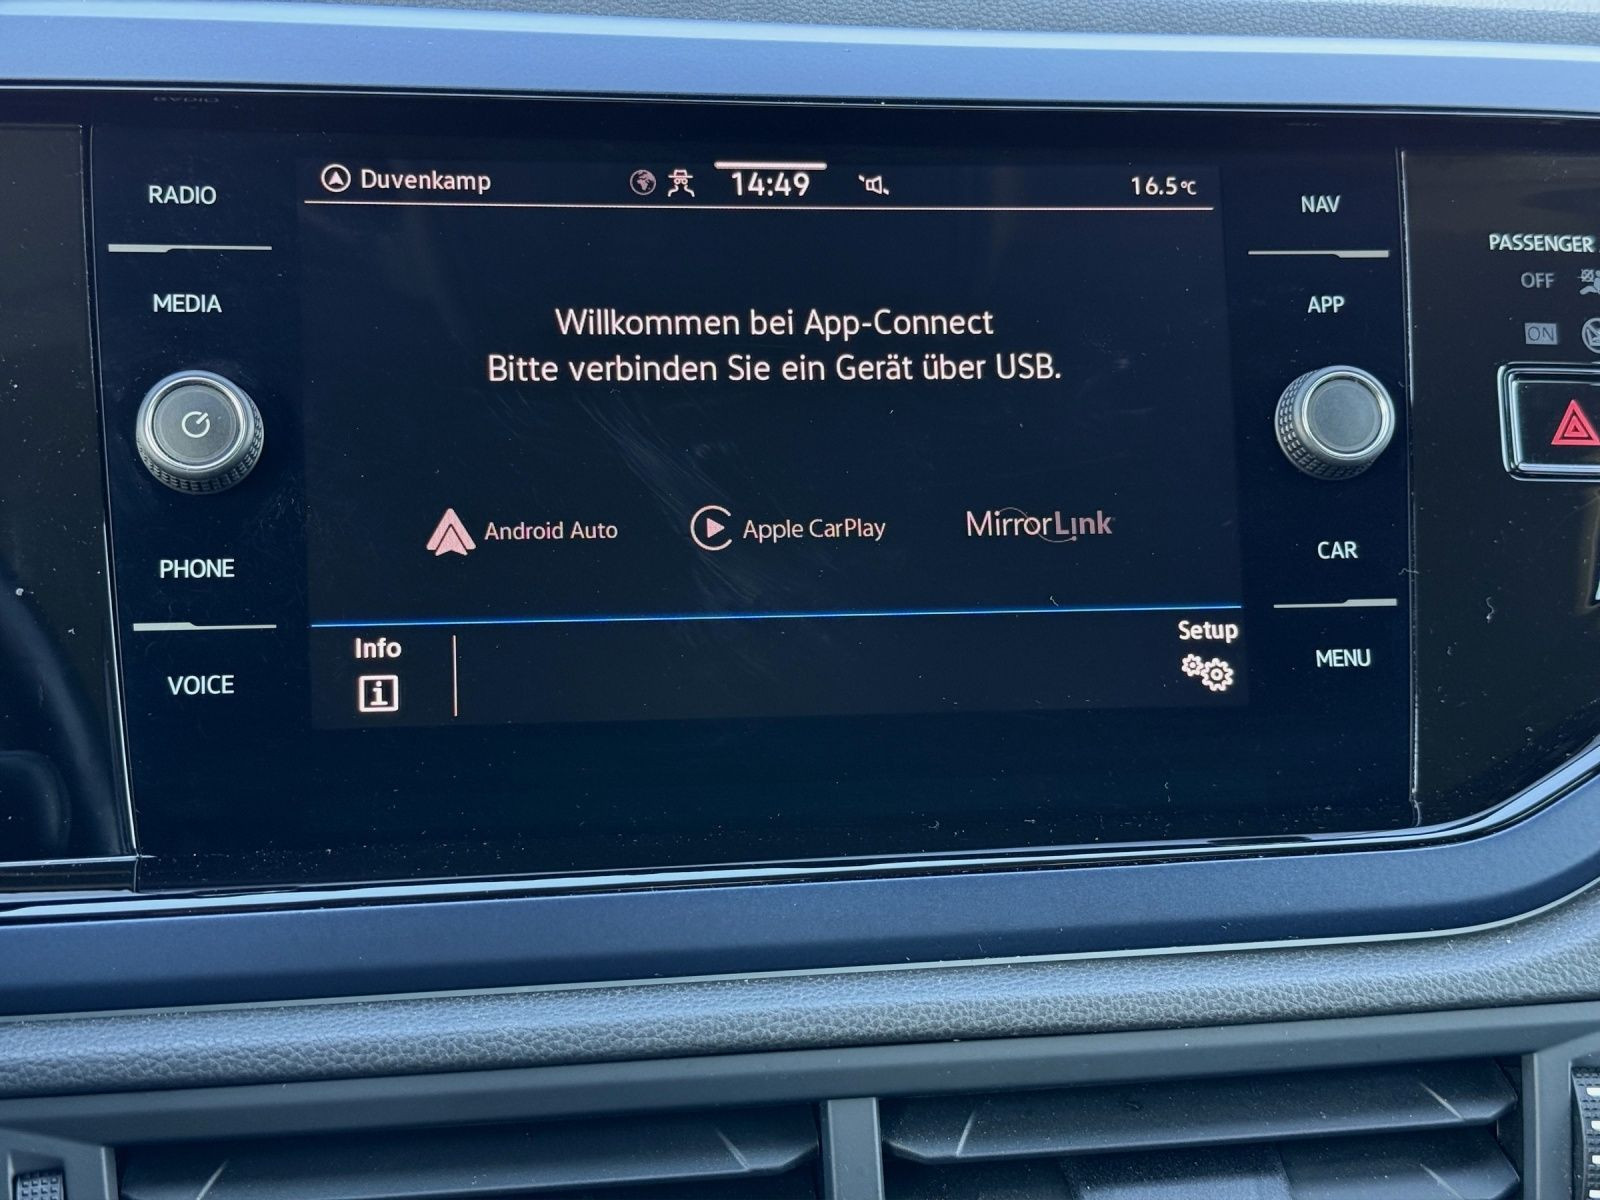 RADIO
MEDIA
PHONE
VOICE
Duvenkamp
14:49
16.5°C
Willkommen bei App-Connect
Bitte verbinden Sie ein Gerät über USB.
Android Auto
Apple CarPlay
MirrorLink
Info
i
Setup
NAV
APP
CAR
MENU
PASSENGER
OFF
ON